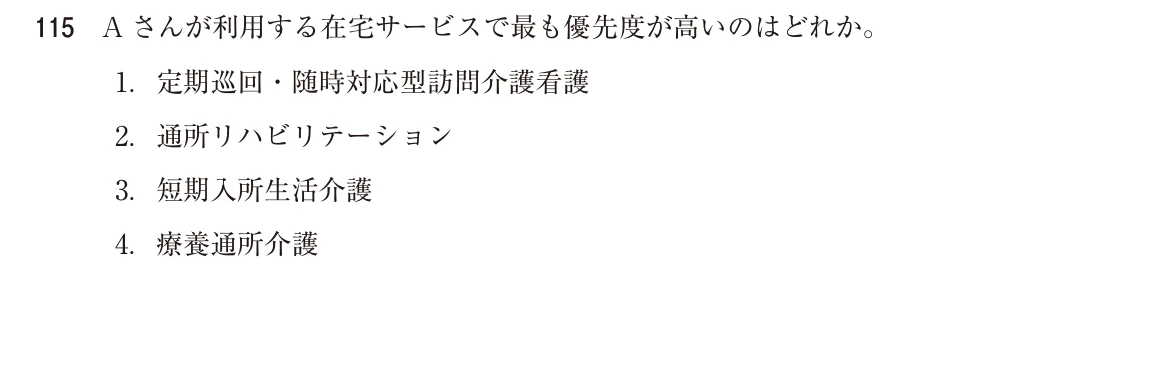 115 Aさんが利用する在宅サービスで最も優先度が高いのはどれか。
1. 定期巡回・随時対応型訪問介護看護
2. 通所リハビリテーション
3. 短期入所生活介護
4. 療養通所介護